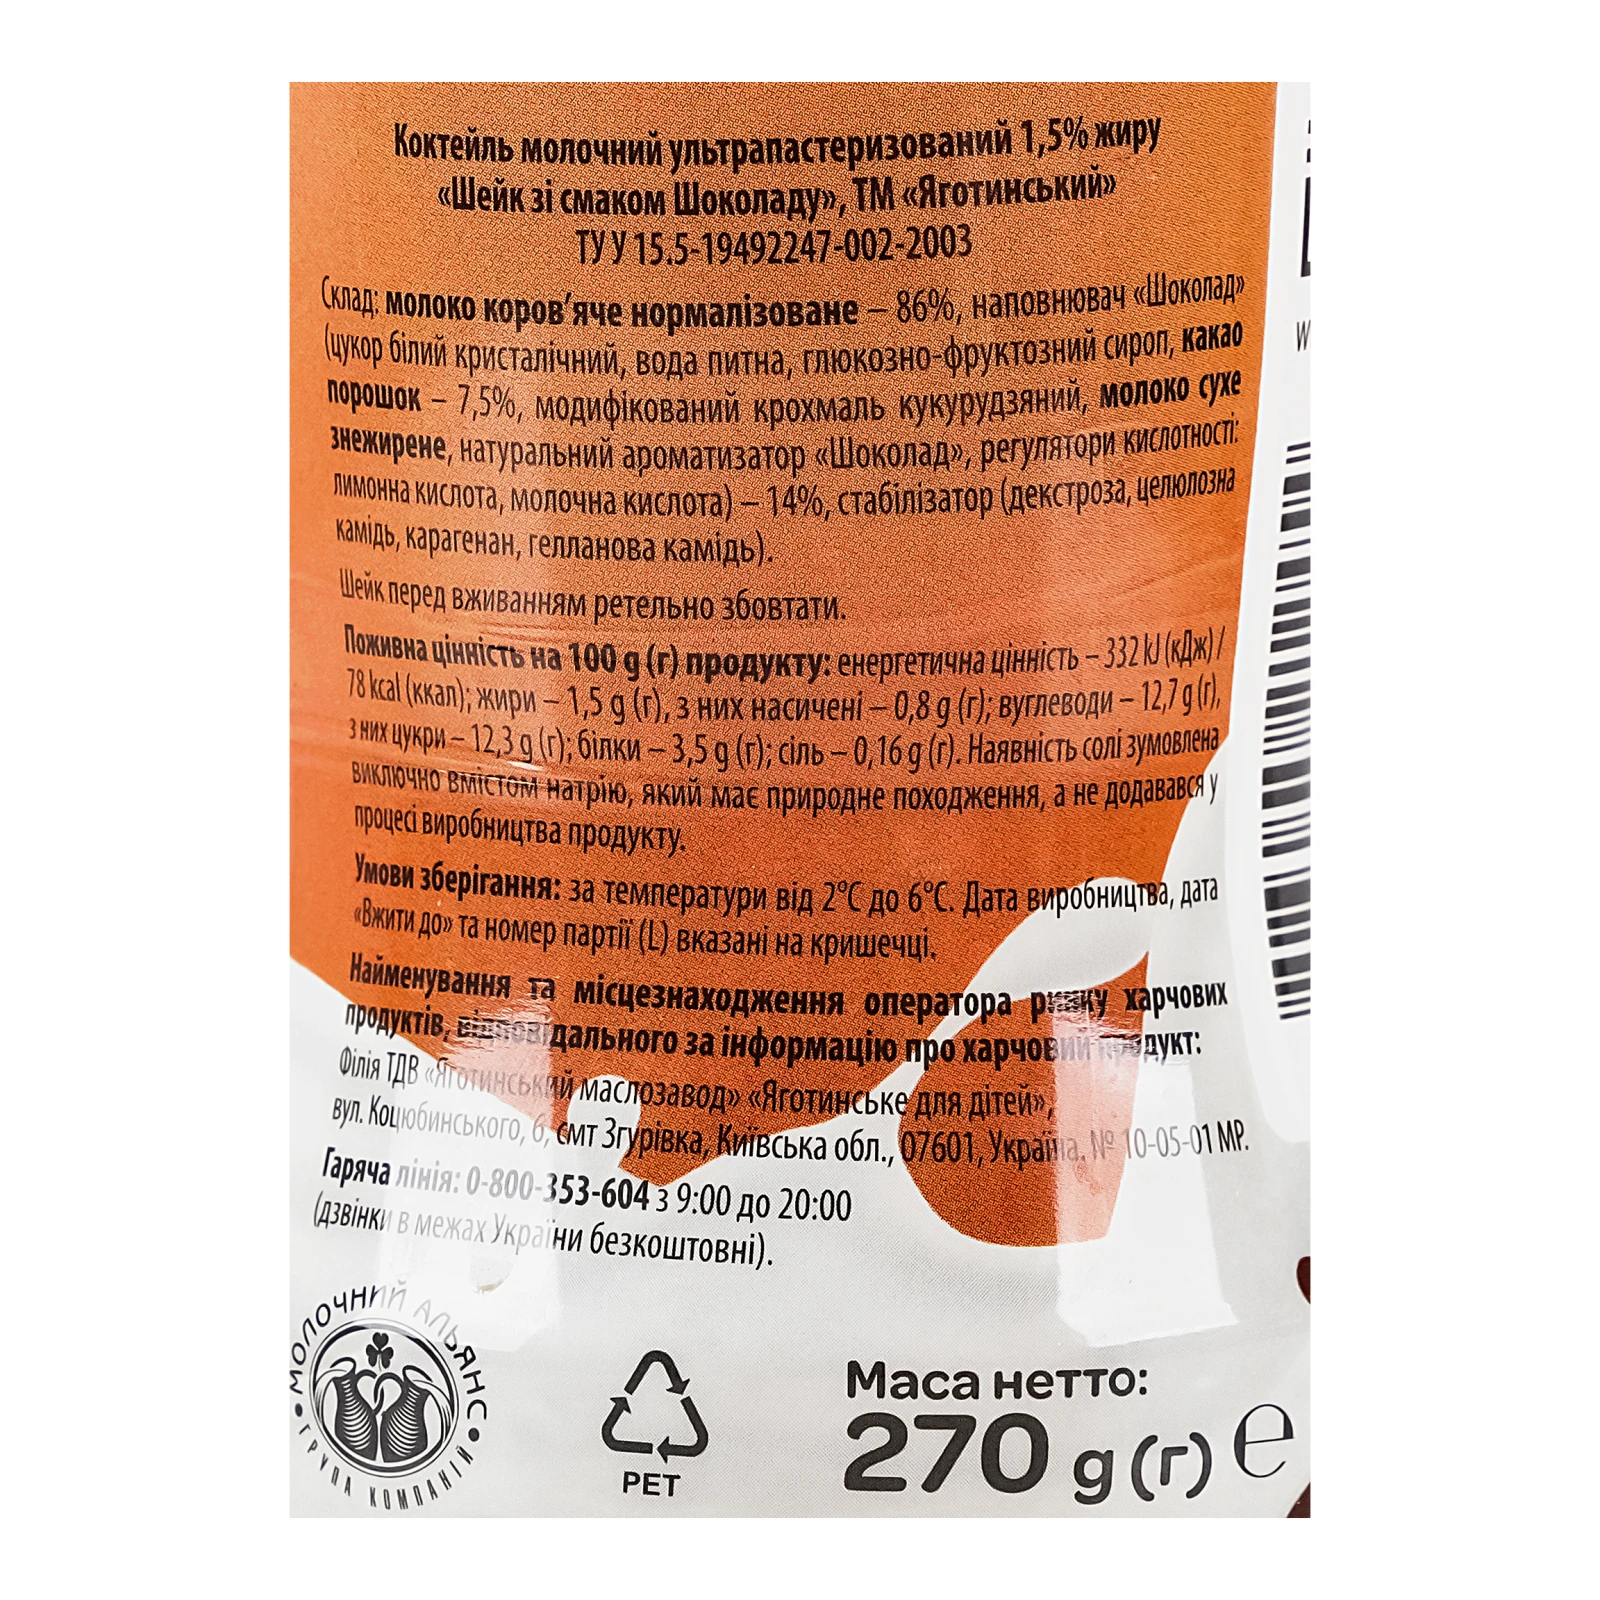 Коктейль молочний ультрапастеризований 1,5% жиру
«Шейк зі смаком Шоколаду», ТМ «Яготинський»
ТУ У 15.5-19492247-002-2003
Склад: молоко коров’яче нормалізоване – 86%, наповнювач «Шоколад»
(цукор білий кристалічний, вода питна, глюкозно-фруктозний сироп, какао
порошок – 7,5%, модифікований крохмаль кукурудзяний, молоко сухе
знежирене, натуральний ароматизатор «Шоколад», регулятори кислотності:
лимонна кислота, молочна кислота) – 14%, стабілізатор (декстроза, целюлозна
камідь, карагенан, гелланова камідь).
Шейк перед вживанням ретельно збовтати.
Поживна цінність на 100 g (г) продукту: енергетична цінність – 332 kJ (кДж) /
78 kcal (ккал); жири – 1,5 g (г), з них насичені – 0,8 g (г); вуглеводи – 12,7 g (г),
з них цукри – 12,3 g (г); білки – 3,5 g (г); сіль – 0,16 g (г). Наявність солі зумовлена
виключно вмістом натрію, який має природне походження, а не додавався у
процесі виробництва продукту.
Умови зберігання: за температури від 2°C до 6°C. Дата виробництва, дата
«Вжити до» та номер партії (L) вказані на кришечці.
Найменування та місцезнаходження оператора ринку харчових
продуктів, відповідального за інформацію про харчовий продукт:
Філія ТДВ «Яготинський маслозавод» «Яготинське для дітей»,
вул. Коцюбинського, 6, смт Згурівка, Київська обл., 07601, Україна. № 10-05-01 МР.
Гаряча лінія: 0-800-353-604 з 9:00 до 20:00
(дзвінки в межах України безкоштовні).
МОЛОЧНИЙ АЛЬЯНС
• ГРУПА КОМПАНІЙ •
PET
Маса нетто:
270 g (г) e